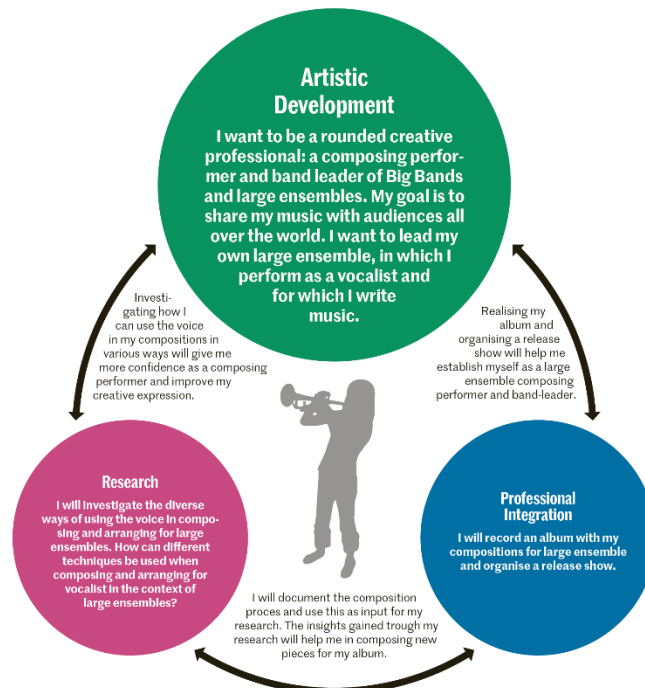 Artistic
Development
I want to be a rounded creative
professional: a composing perfor-
mer and band leader of Big Bands
and large ensembles. My goal is to
share my music with audiences all
over the world. I want to lead my
own large ensemble, in which I
perform as a vocalist and
for which I write
music.
Investi-
gating how I
can use the voice
in my compositions in
various ways will give me
more confidence as a composing
performer and improve my
creative expression.
Realising my
album and
organising a release
show will help me
establish myself as a large
ensemble composing
performer and band-leader.
Research
I will investigate the diverse
ways of using the voice in compo-
sing and arranging for large
ensembles. How can different
techniques be used when
composing and arranging for
vocalist in the context of
large ensembles?
Professional
Integration
I will record an album with my
compositions for large ensemble
and organise a release show.
I will document the composition
proces and use this as input for my
research. The insights gained trough my
research will help me in composing new
pieces for my album.